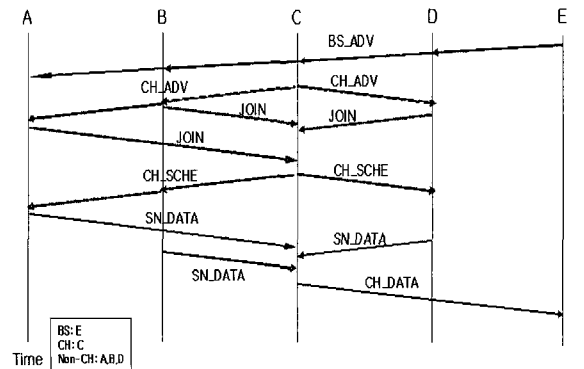 A B C D E
BS_ADV
CH_ADV CH_ADV
JOIN JOIN
JOIN
CH_SCHE CH_SCHE
SN_DATA SN_DATA
SN_DATA CH_DATA
BS: E
CH: C
Non-CH: A,B,D
Time